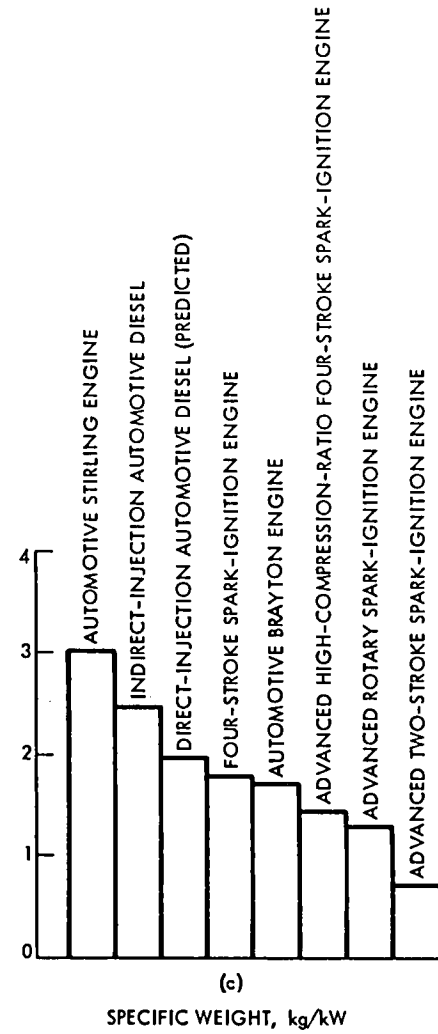 AUTOMOTIVE STIRLING ENGINE
INDIRECT-INJECTION AUTOMOTIVE DIESEL
DIRECT-INJECTION AUTOMOTIVE DIESEL (PREDICTED)
FOUR-STROKE SPARK-IGNITION ENGINE
AUTOMOTIVE BRAYTON ENGINE
ADVANCED HIGH-COMPRESSION-RATIO FOUR-STROKE SPARK-IGNITION ENGINE
ADVANCED ROTARY SPARK-IGNITION ENGINE
ADVANCED TWO-STROKE SPARK-IGNITION ENGINE
4
3
2
1
0
(c)
SPECIFIC WEIGHT, kg/kW